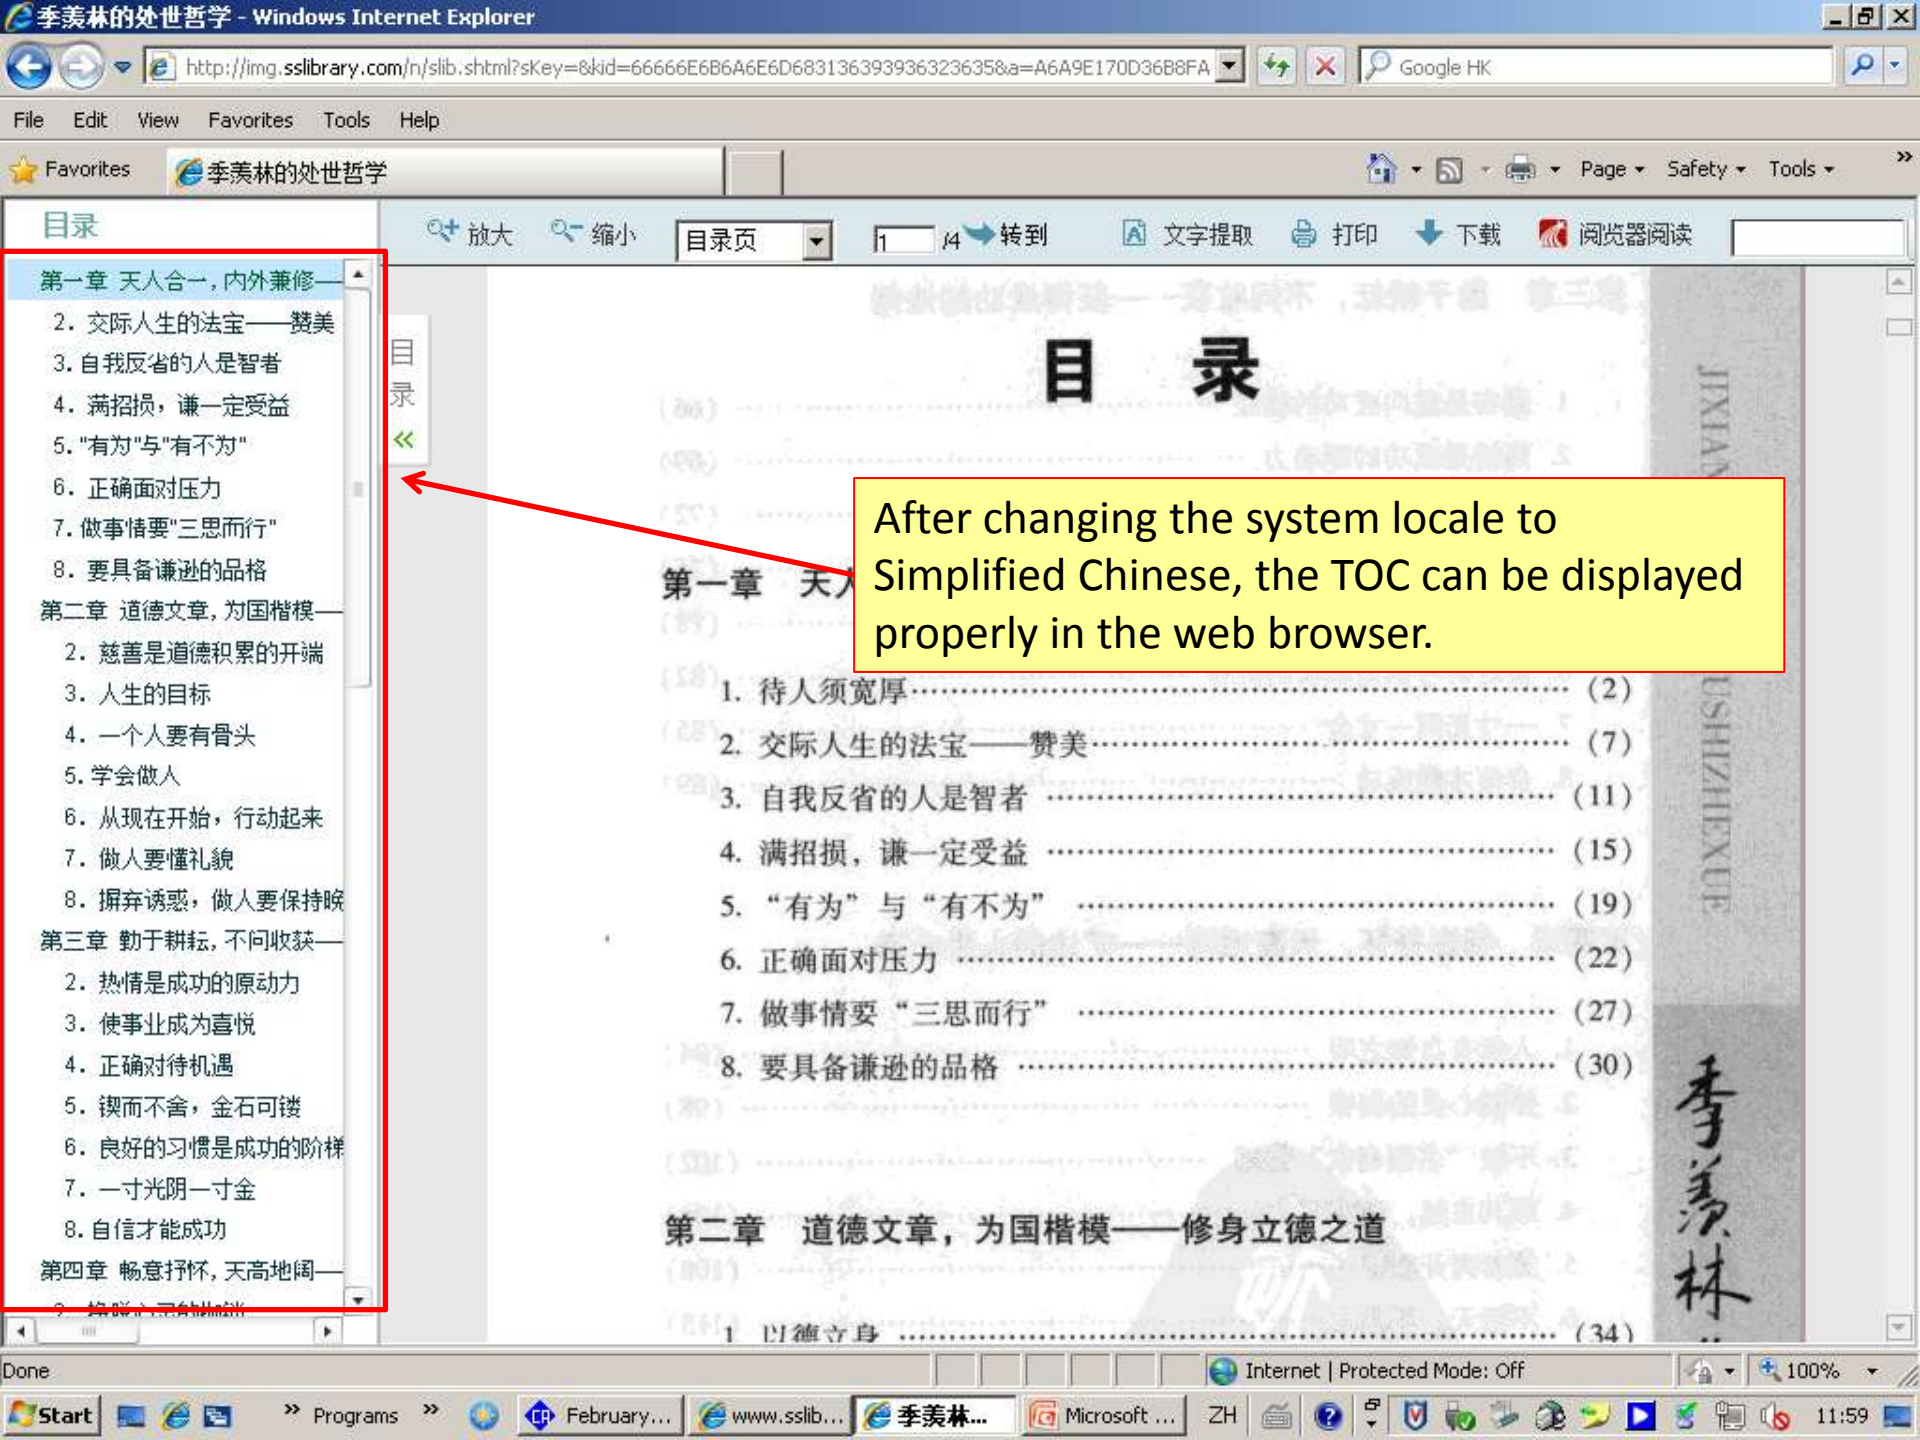 季羡林的处世哲学 - Windows Internet Explorer
http://img.sslibrary.com/n/slib.shtml?sKey=&kid=66666E6B6A6E6D683136393936323635&a=A6A9E170D36B8FA
Google HK
File Edit View Favorites Tools Help
Favorites 季羡林的处世哲学 Page Safety Tools »
目录 放大 缩小 目录页 1 /4 转到 文字提取 打印 下载 阅览器阅读
第一章 天人合一,内外兼修—
2. 交际人生的法宝——赞美
3. 自我反省的人是智者
4. 满招损，谦一定受益
5. "有为"与"有不为"
6. 正确面对压力
7. 做事情要"三思而行"
8. 要具备谦逊的品格
第二章 道德文章,为国楷模—
2. 慈善是道德积累的开端
3. 人生的目标
4. 一个人要有骨头
5. 学会做人
6. 从现在开始，行动起来
7. 做人要懂礼貌
8. 摒弃诱惑，做人要保持晚
第三章 勤于耕耘,不问收获—
2. 热情是成功的原动力
3. 使事业成为喜悦
4. 正确对待机遇
5. 锲而不舍，金石可镂
6. 良好的习惯是成功的阶梯
7. 一寸光阴一寸金
8. 自信才能成功
第四章 畅意抒怀,天高地阔—
目录 «
目 录
After changing the system locale to
Simplified Chinese, the TOC can be displayed
properly in the web browser.
第一章 天人
1. 待人须宽厚 (2)
2. 交际人生的法宝——赞美 (7)
3. 自我反省的人是智者 (11)
4. 满招损，谦一定受益 (15)
5. “有为”与“有不为” (19)
6. 正确面对压力 (22)
7. 做事情要“三思而行” (27)
8. 要具备谦逊的品格 (30)
第二章 道德文章，为国楷模——修身立德之道
1 以德立身 (34)
JIXIAN
USHIZHEXUE
季羡林
Done Internet | Protected Mode: Off 100%
Start » Programs » February... www.sslib... 季羡林... Microsoft ... ZH 11:59